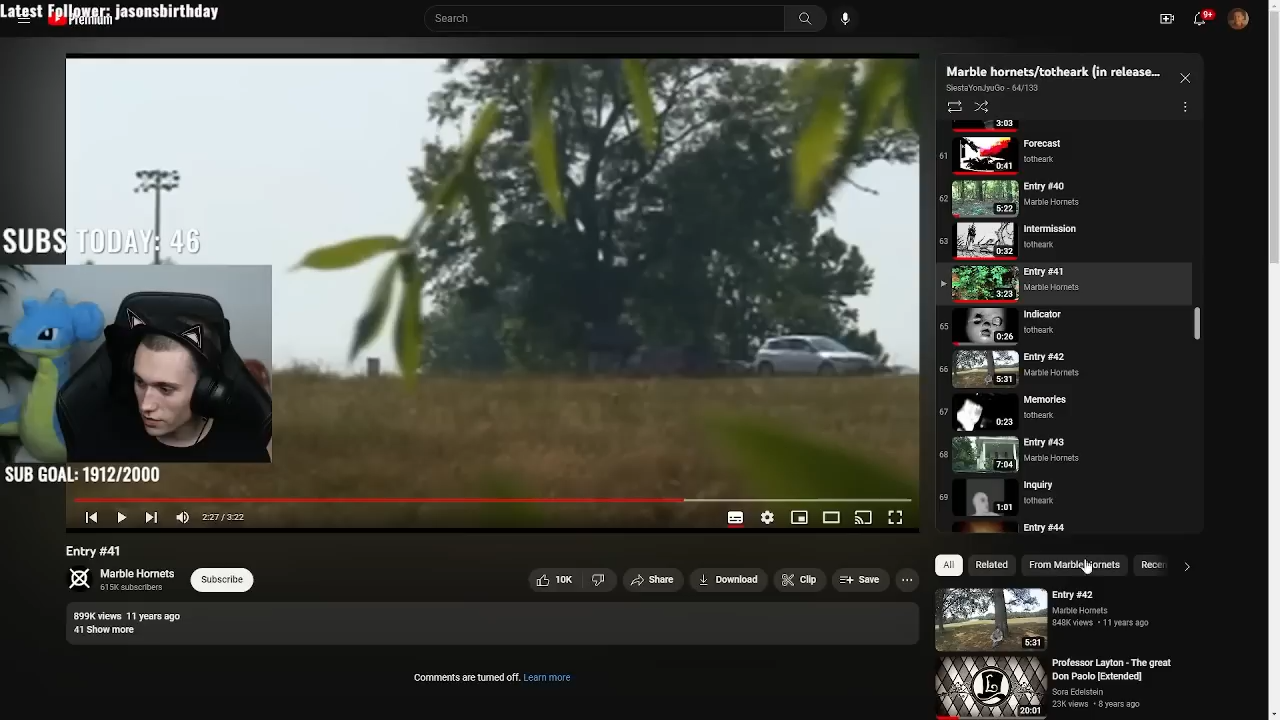 Latest Follower: jasonsbirthday
Premium
Search
9+
SUBS TODAY: 46
SUB GOAL: 1912/2000
2:27 / 3:22
Entry #41
Marble Hornets
615K subscribers
Subscribe
10K
Share
Download
Clip
Save
899K views 11 years ago
41 Show more
Comments are turned off. Learn more
Marble hornets/totheark (in release...
SiestaYonJyuGo - 64/133
3:03
61
0:41
Forecast
totheark
62
5:22
Entry #40
Marble Hornets
63
0:32
Intermission
totheark
3:23
Entry #41
Marble Hornets
65
0:26
Indicator
totheark
66
5:31
Entry #42
Marble Hornets
67
0:23
Memories
totheark
68
7:04
Entry #43
Marble Hornets
69
1:01
Inquiry
totheark
Entry #44
All
Related
From Marble Hornets
Recen
5:31
Entry #42
Marble Hornets
848K views • 11 years ago
20:01
Professor Layton - The great
Don Paolo [Extended]
Sora Edelstein
23K views • 8 years ago